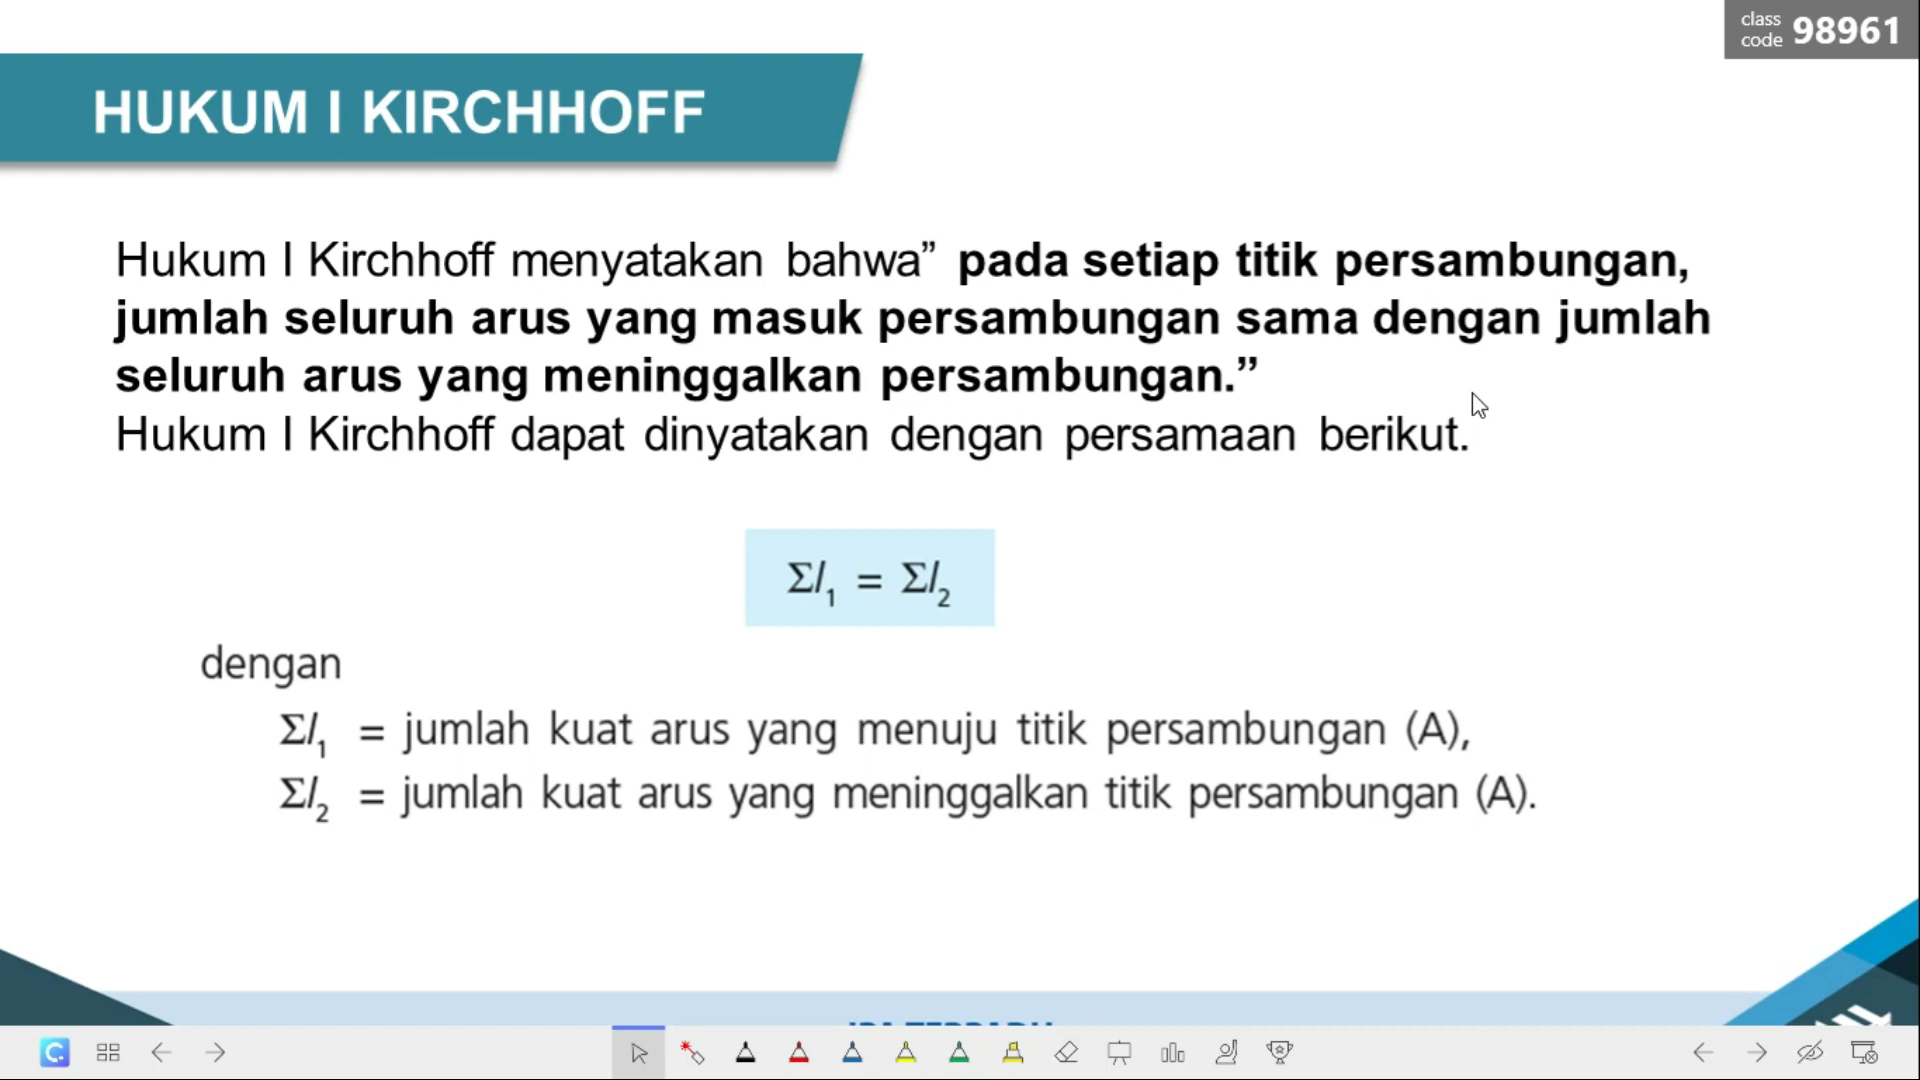 class
code 98961
HUKUM I KIRCHHOFF
Hukum I Kirchhoff menyatakan bahwa” pada setiap titik persambungan,
jumlah seluruh arus yang masuk persambungan sama dengan jumlah
seluruh arus yang meninggalkan persambungan.”
Hukum I Kirchhoff dapat dinyatakan dengan persamaan berikut.
ΣI₁ = ΣI₂
dengan
ΣI₁ = jumlah kuat arus yang menuju titik persambungan (A),
ΣI₂ = jumlah kuat arus yang meninggalkan titik persambungan (A).